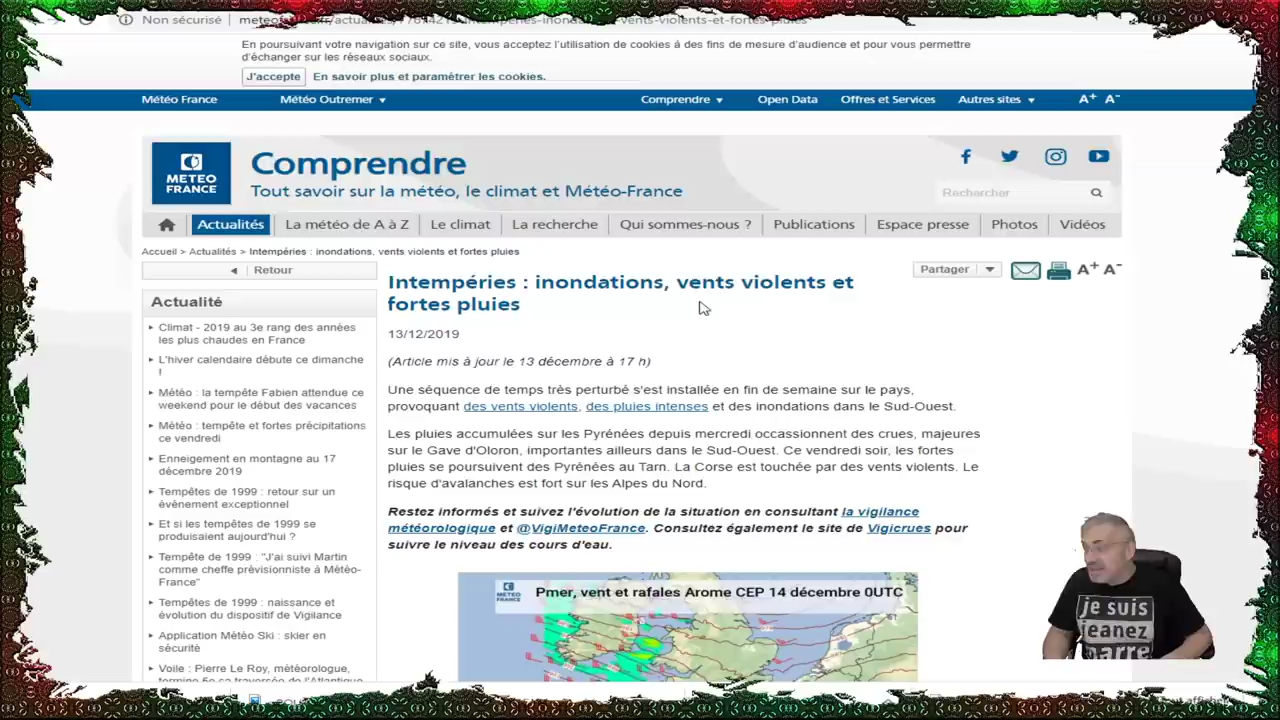 Non sécurisé
En poursuivant votre navigation sur ce site, vous acceptez l'utilisation de cookies à des fins de mesure d'audience et pour vous permettre
d'échanger sur les réseaux sociaux.
J'accepte En savoir plus et paramétrer les cookies.
Météo France Météo Outremer Comprendre Open Data Offres et Services Autres sites A+ A-
METEO
FRANCE
Comprendre
Tout savoir sur la météo, le climat et Météo-France
Rechercher
Actualités La météo de A à Z Le climat La recherche Qui sommes-nous ? Publications Espace presse Photos Vidéos
Accueil > Actualités > Intempéries : inondations, vents violents et fortes pluies
Retour
Partager A+ A-
Actualité
Climat - 2019 au 3e rang des années
les plus chaudes en France
L'hiver calendaire débute ce dimanche
!
Météo : la tempête Fabien attendue ce
weekend pour le début des vacances
Météo : tempête et fortes précipitations
ce vendredi
Enneigement en montagne au 17
décembre 2019
Tempêtes de 1999 : retour sur un
évènement exceptionnel
Et si les tempêtes de 1999 se
produisaient aujourd'hui ?
Tempête de 1999 : "J'ai suivi Martin
comme cheffe prévisionniste à Météo-
France"
Tempêtes de 1999 : naissance et
évolution du dispositif de Vigilance
Application Météo Ski : skier en
sécurité
Voile : Pierre Le Roy, météorologue,
termine 5e sa traversée de l'Atlantique
Intempéries : inondations, vents violents et
fortes pluies
13/12/2019
(Article mis à jour le 13 décembre à 17 h)
Une séquence de temps très perturbé s'est installée en fin de semaine sur le pays,
provoquant des vents violents, des pluies intenses et des inondations dans le Sud-Ouest.
Les pluies accumulées sur les Pyrénées depuis mercredi occassionnent des crues, majeures
sur le Gave d'Oloron, importantes ailleurs dans le Sud-Ouest. Ce vendredi soir, les fortes
pluies se poursuivent des Pyrénées au Tarn. La Corse est touchée par des vents violents. Le
risque d'avalanches est fort sur les Alpes du Nord.
Restez informés et suivez l'évolution de la situation en consultant la vigilance
météorologique et @VigiMeteoFrance. Consultez également le site de Vigicrues pour
suivre le niveau des cours d'eau.
METEO
FRANCE
Pmer, vent et rafales Arome CEP 14 décembre 0UTC
je suis
jeanez
marre